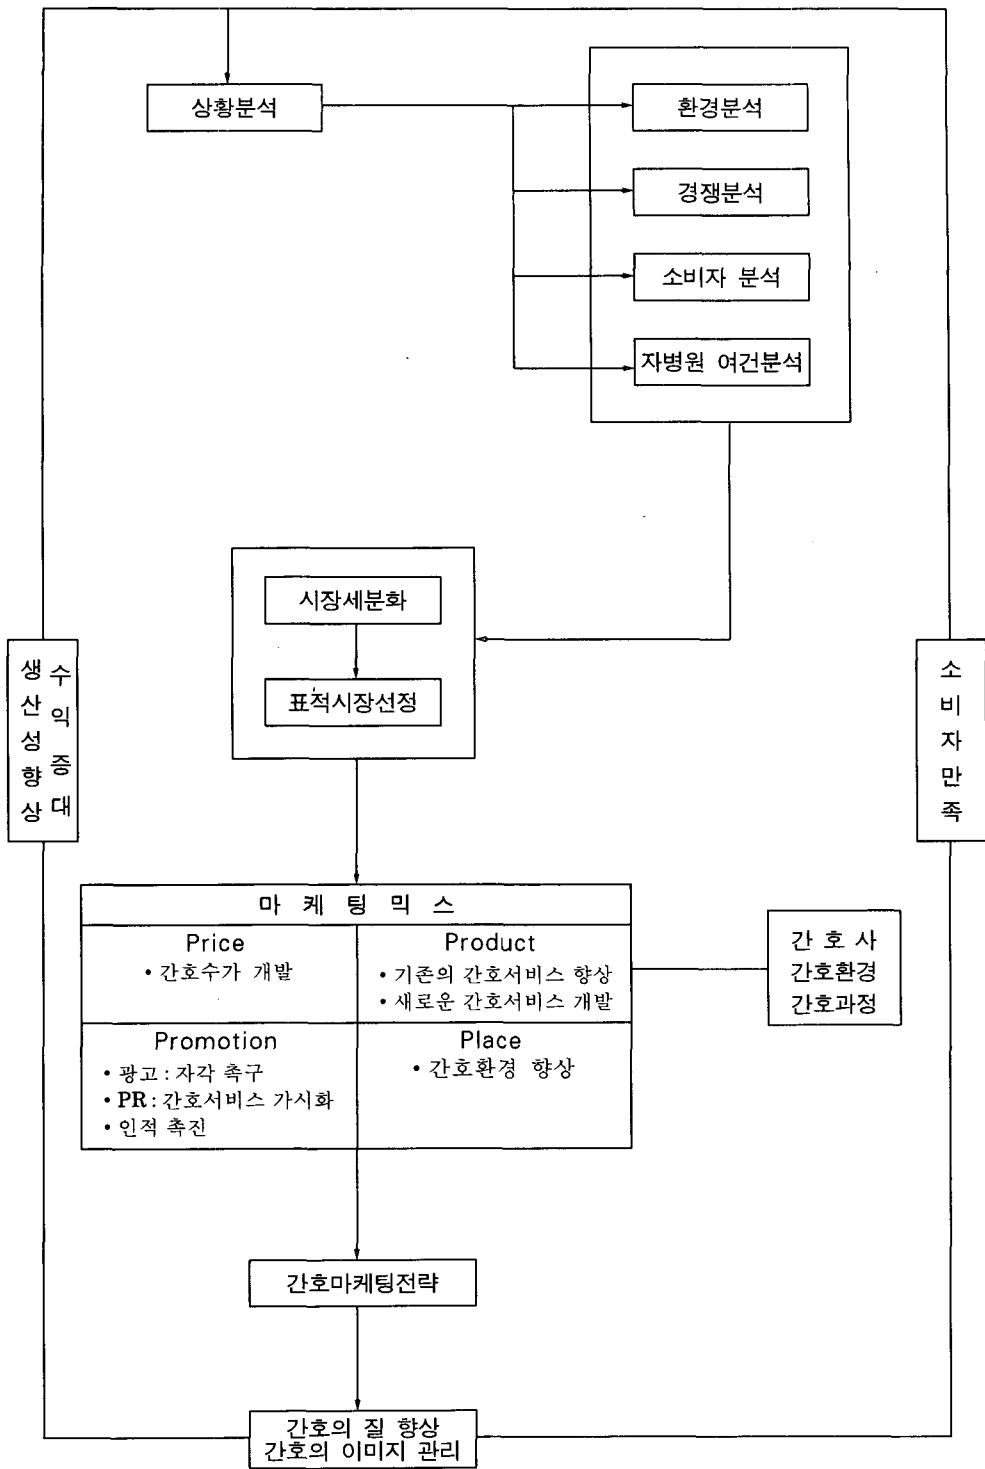 상황분석
환경분석
경쟁분석
소비자 분석
자병원 여건분석
시장세분화
표적시장선정
생산성향상
수익증대
소비자만족
마 케 팅 믹 스
Price
• 간호수가 개발
Product
• 기존의 간호서비스 향상
• 새로운 간호서비스 개발
Promotion
• 광고 : 자각 촉구
• PR : 간호서비스 가시화
• 인적 촉진
Place
• 간호환경 향상
간 호 사
간호환경
간호과정
간호마케팅전략
간호의 질 향상
간호의 이미지 관리